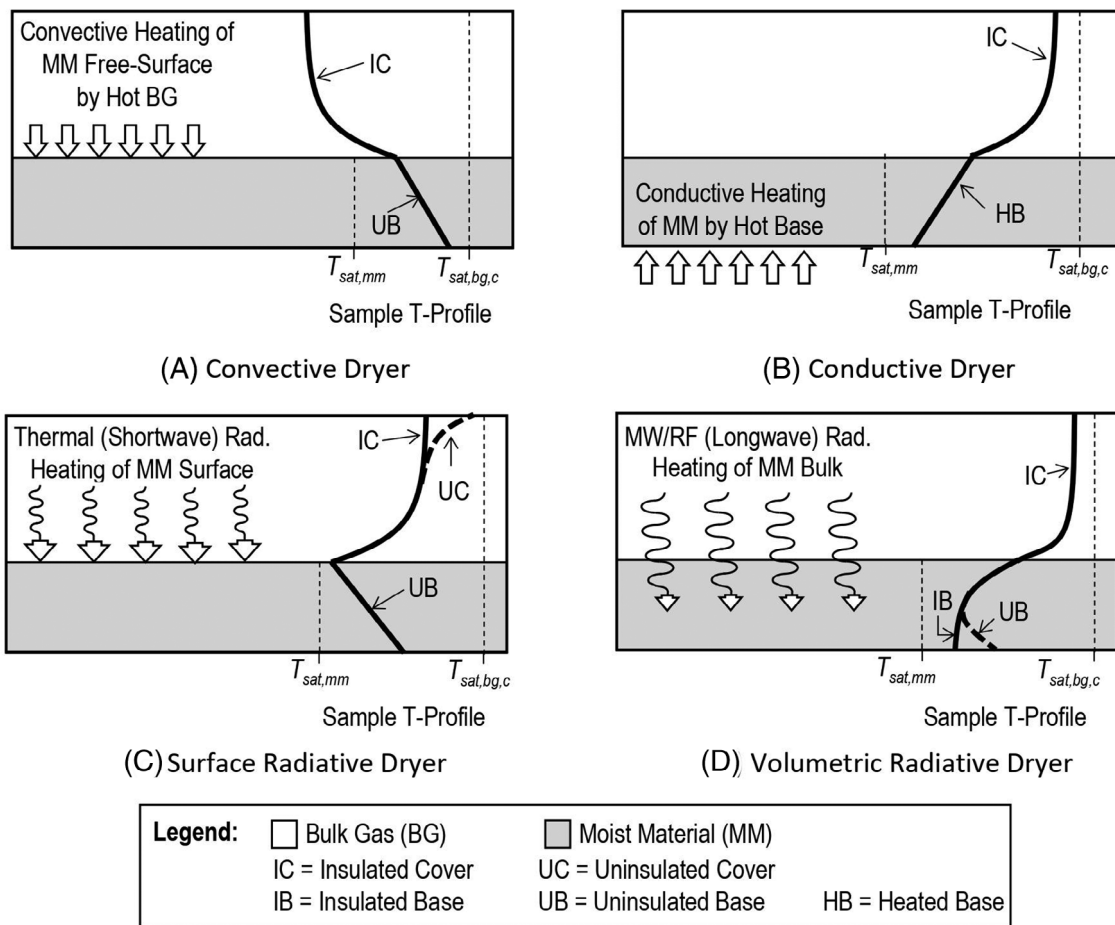 Convective Heating of
MM Free-Surface
by Hot BG
IC
UB
T_sat,mm
T_sat,bg,c
Sample T-Profile
(A) Convective Dryer
IC
Conductive Heating
of MM by Hot Base
HB
T_sat,mm
T_sat,bg,c
Sample T-Profile
(B) Conductive Dryer
Thermal (Shortwave) Rad.
Heating of MM Surface
IC
UC
UB
T_sat,mm
T_sat,bg,c
Sample T-Profile
(C) Surface Radiative Dryer
MW/RF (Longwave) Rad.
Heating of MM Bulk
IC
IB
UB
T_sat,mm
T_sat,bg,c
Sample T-Profile
(D) Volumetric Radiative Dryer
Legend: Bulk Gas (BG) Moist Material (MM)
IC = Insulated Cover UC = Uninsulated Cover
IB = Insulated Base UB = Uninsulated Base HB = Heated Base